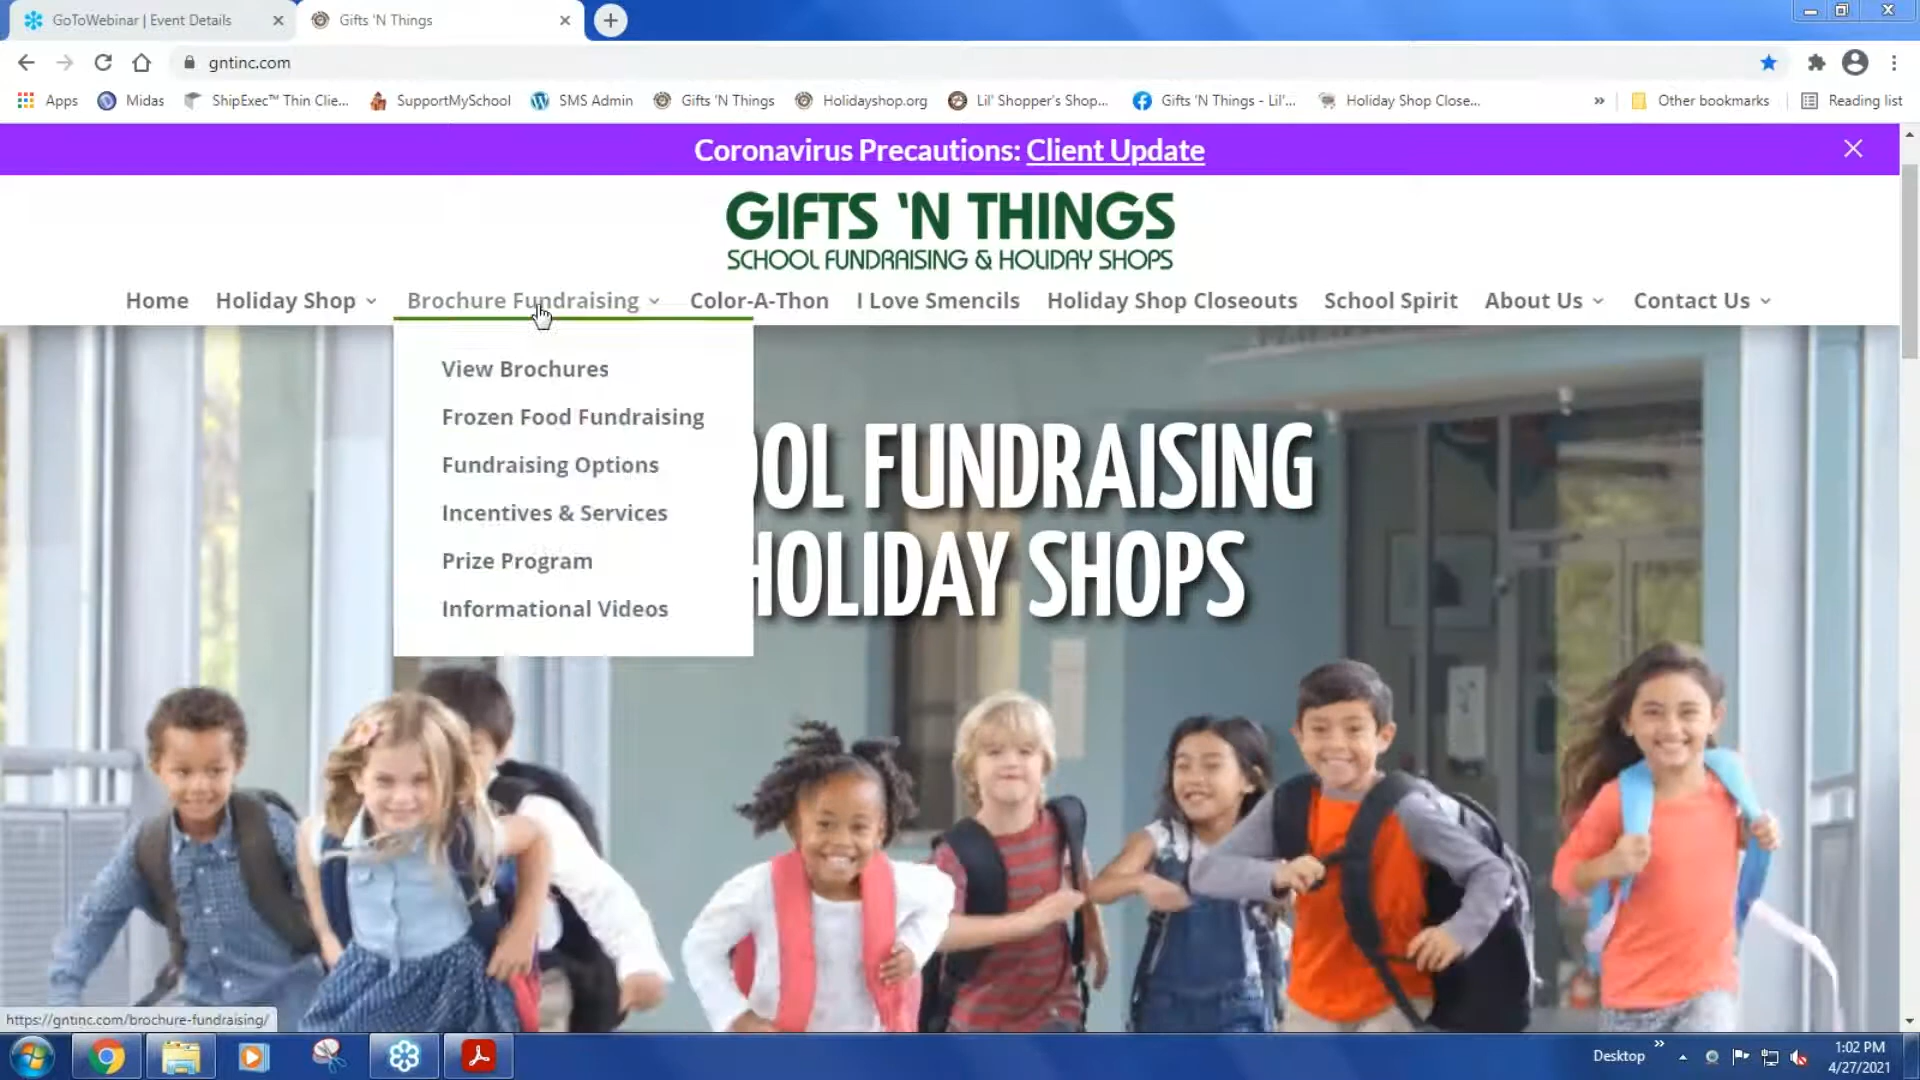 GoToWebinar | Event Details
Gifts 'N Things
gntinc.com
Apps
Midas
ShipExec™ Thin Clie...
SupportMySchool
SMS Admin
Gifts 'N Things
Holidayshop.org
Lil' Shopper's Shop...
Gifts 'N Things - Lil'...
Holiday Shop Close...
»
Other bookmarks
Reading list
Coronavirus Precautions: Client Update
GIFTS 'N THINGS
SCHOOL FUNDRAISING & HOLIDAY SHOPS
Home
Holiday Shop
Brochure Fundraising
Color-A-Thon
I Love Smencils
Holiday Shop Closeouts
School Spirit
About Us
Contact Us
View Brochures
Frozen Food Fundraising
Fundraising Options
Incentives & Services
Prize Program
Informational Videos
OOL FUNDRAISING
HOLIDAY SHOPS
https://gntinc.com/brochure-fundraising/
Desktop
»
1:02 PM
4/27/2021